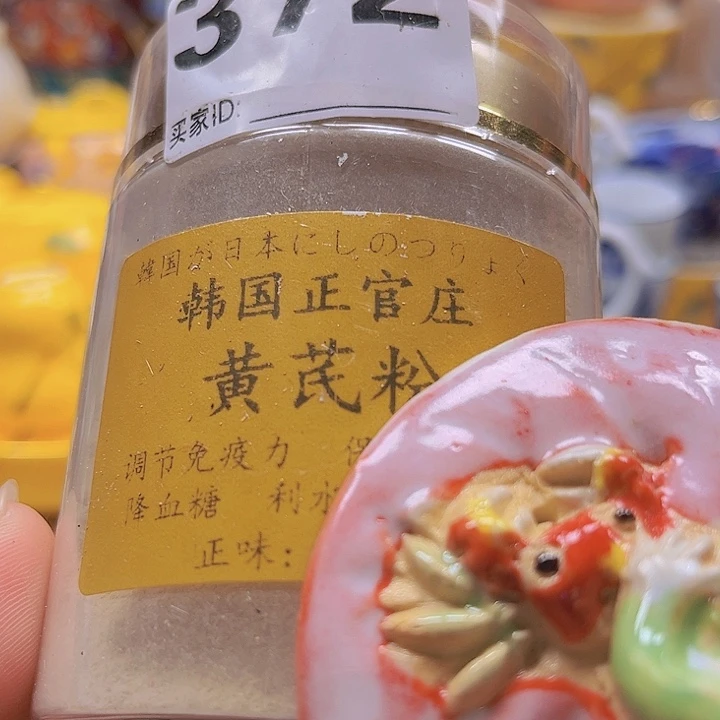 372
买家ID:
韓国が日本にしのつりょく
韩国正官庄
黄芪粉
调节免疫力 保
降血糖 利水
正味: